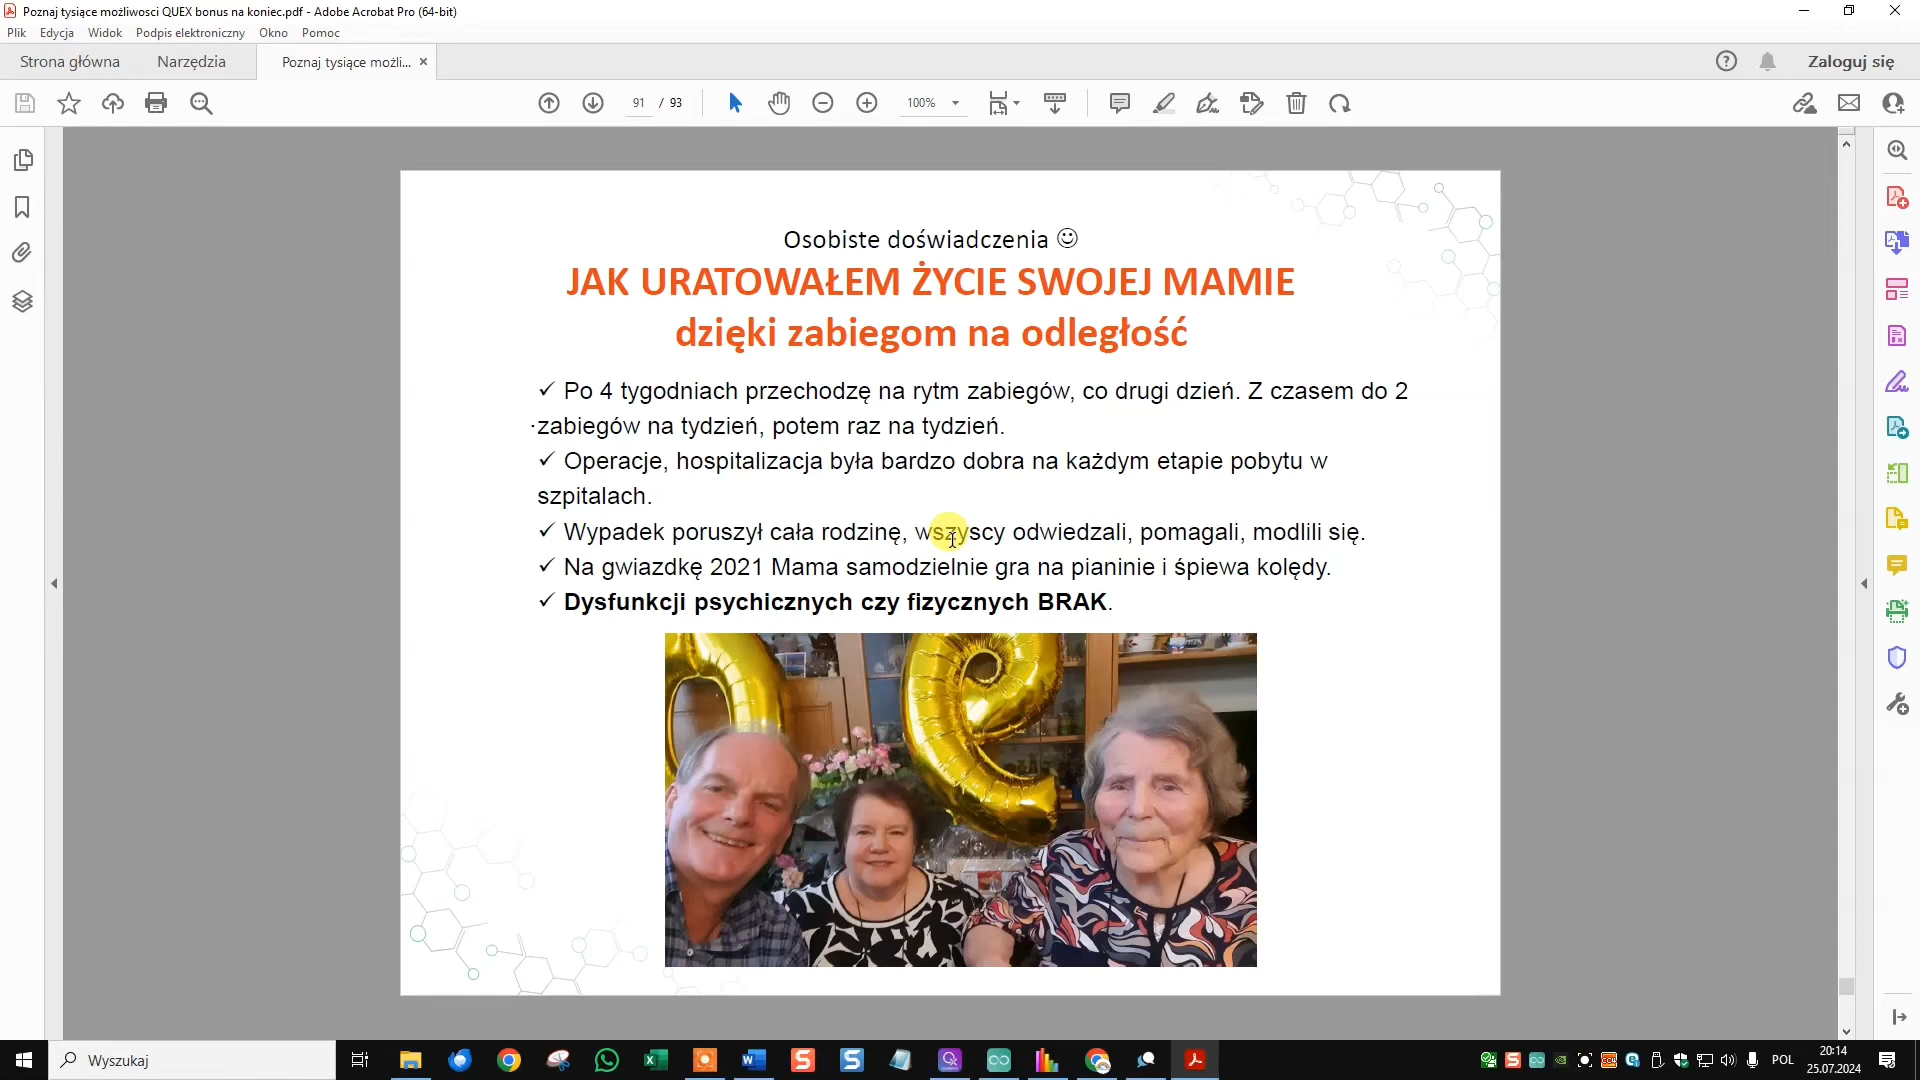 Poznaj tysiące możliwosci QUEX bonus na koniec.pdf - Adobe Acrobat Pro (64-bit)
Plik Edycja Widok Podpis elektroniczny Okno Pomoc
Strona główna Narzędzia Poznaj tysiące możli... × Zaloguj się
91 / 93 100%
Osobiste doświadczenia ☺
JAK URATOWAŁEM ŻYCIE SWOJEJ MAMIE
dzięki zabiegom na odległość
✓ Po 4 tygodniach przechodzę na rytm zabiegów, co drugi dzień. Z czasem do 2
·zabiegów na tydzień, potem raz na tydzień.
✓ Operacje, hospitalizacja była bardzo dobra na każdym etapie pobytu w
szpitalach.
✓ Wypadek poruszył cała rodzinę, wszyscy odwiedzali, pomagali, modlili się.
✓ Na gwiazdkę 2021 Mama samodzielnie gra na pianinie i śpiewa kolędy.
✓ Dysfunkcji psychicznych czy fizycznych BRAK.
Wyszukaj
POL
20:14
25.07.2024